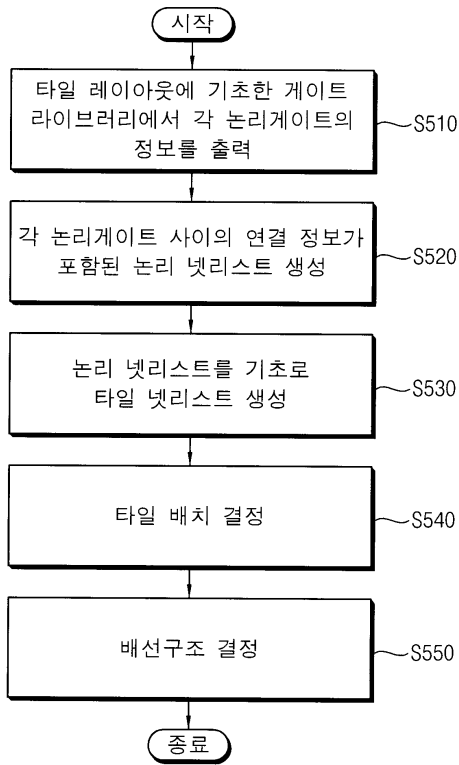 시작
타일 레이아웃에 기초한 게이트
라이브러리에서 각 논리게이트의
정보를 출력
S510
각 논리게이트 사이의 연결 정보가
포함된 논리 넷리스트 생성
S520
논리 넷리스트를 기초로
타일 넷리스트 생성
S530
타일 배치 결정
S540
배선구조 결정
S550
종료